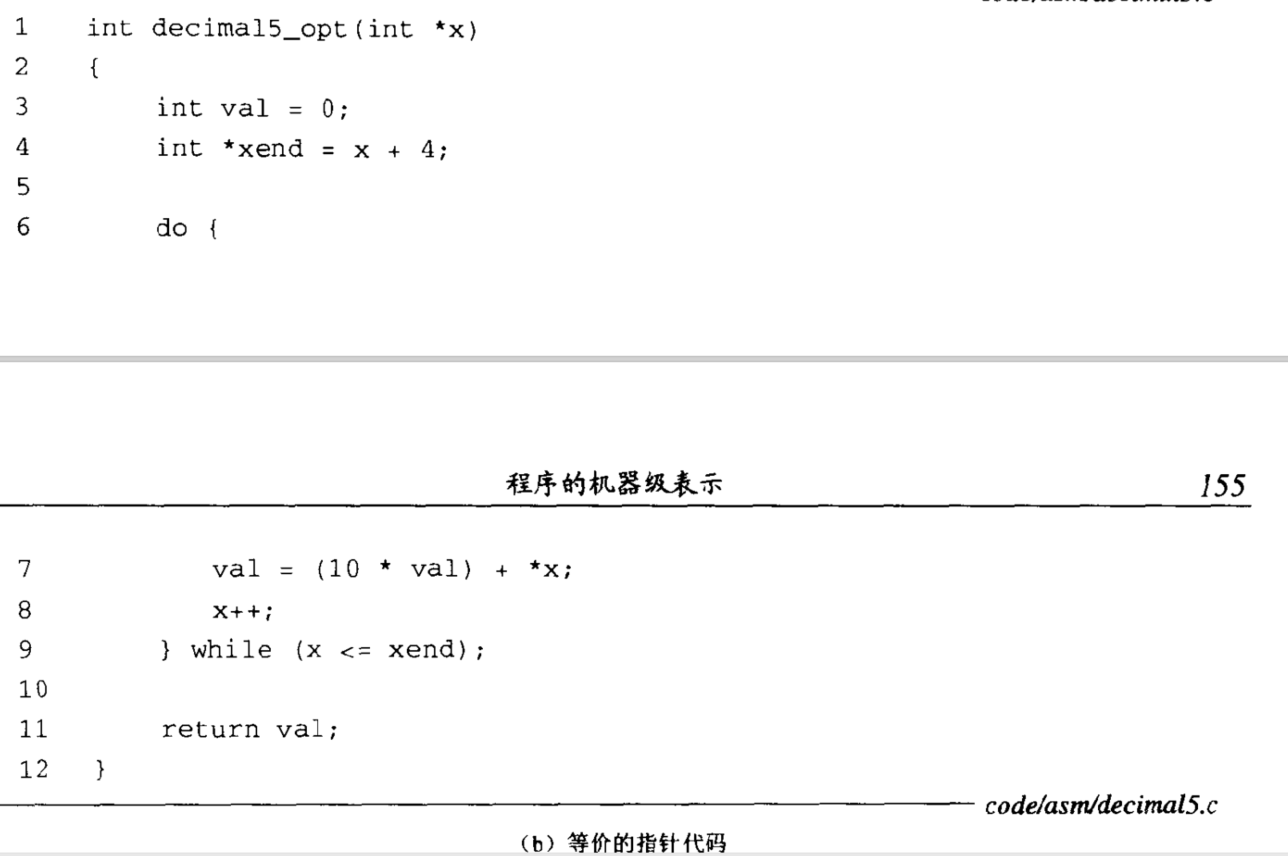 1 int decimal5_opt(int *x)
2 {
3 int val = 0;
4 int *xend = x + 4;
5
6 do {
程序的机器级表示 155
7 val = (10 * val) + *x;
8 x++;
9 } while (x <= xend);
10
11 return val;
12 }
code/asm/decimal5.c
(b) 等价的指针代码